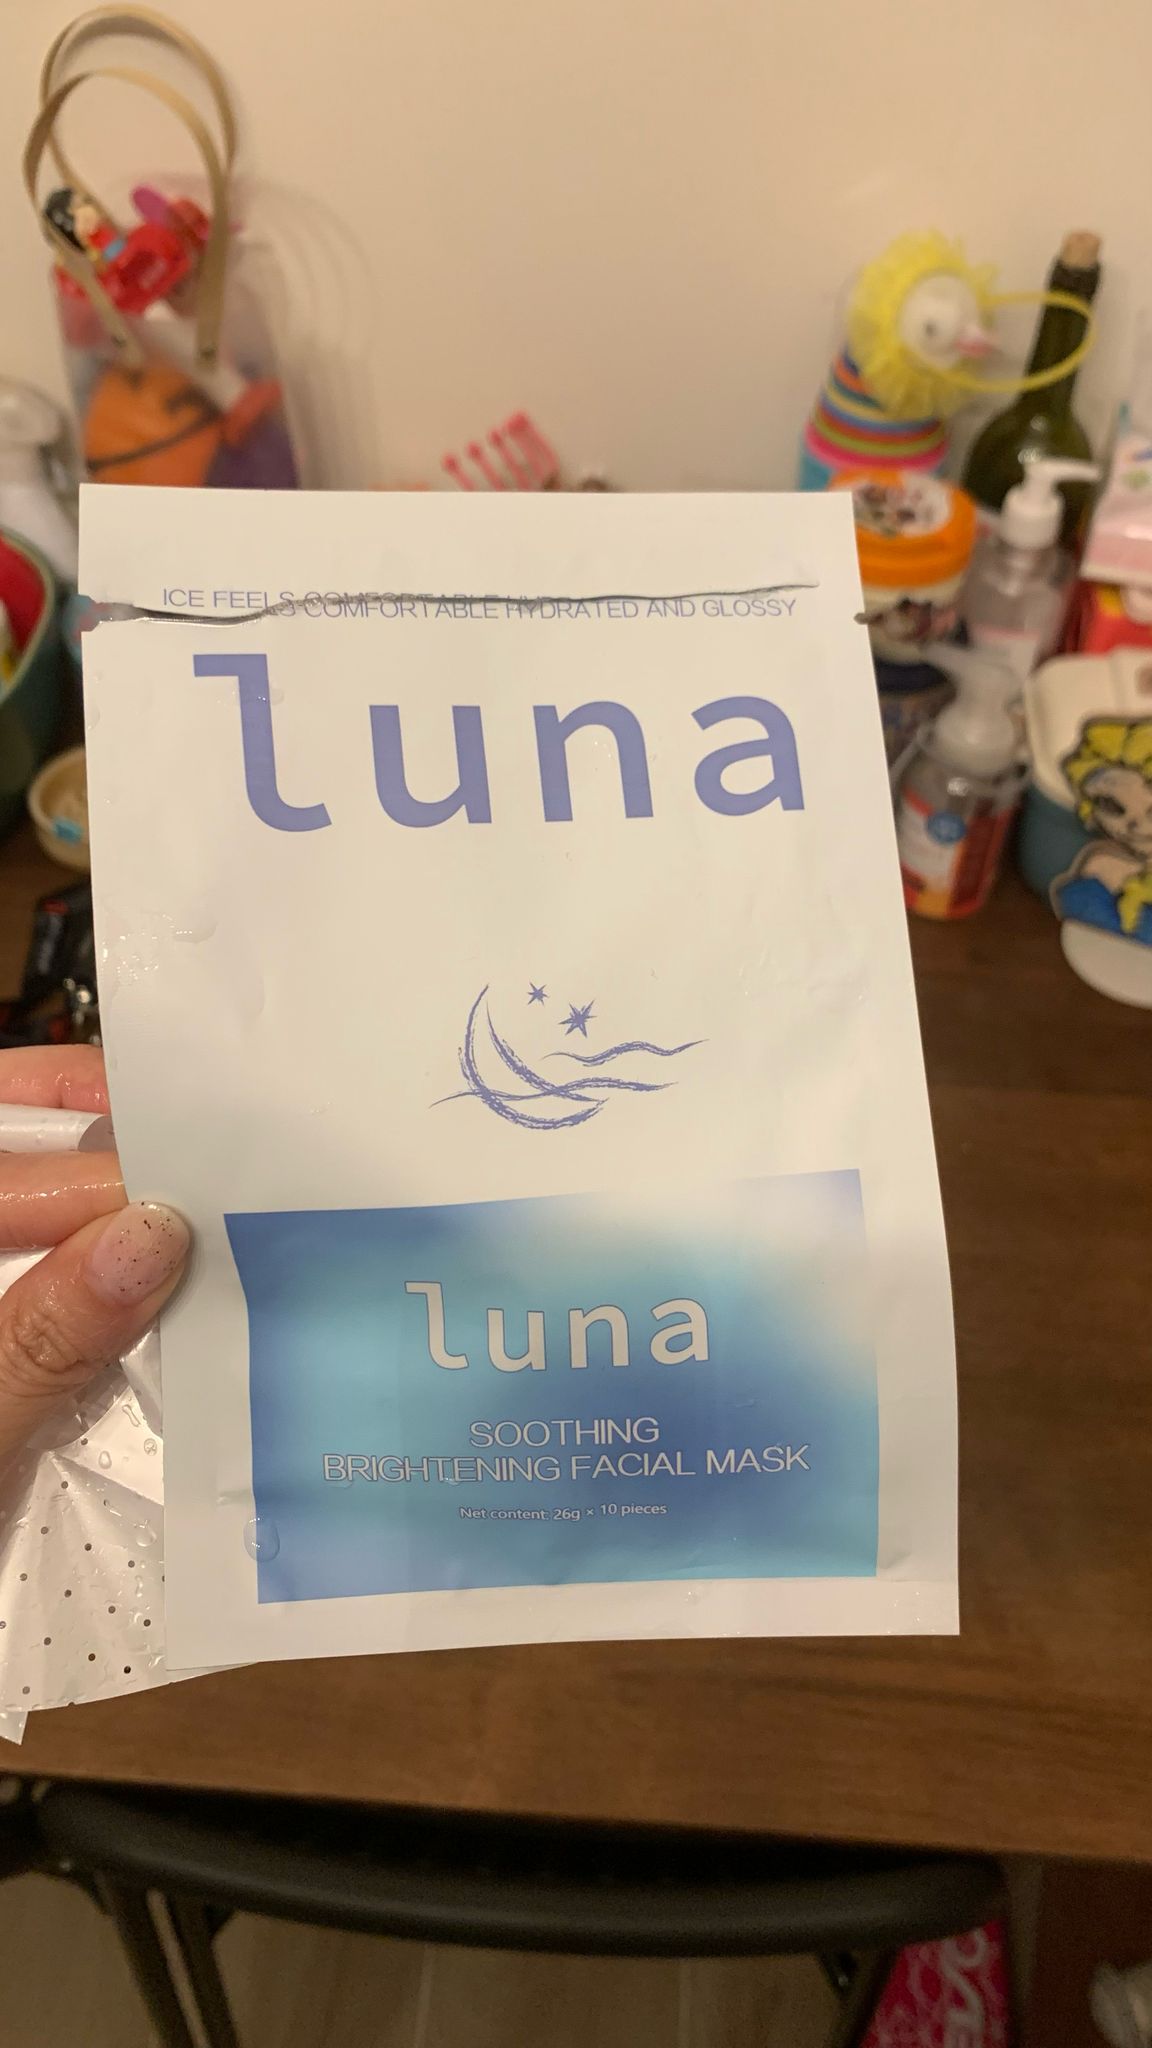 ICE FEELS COMFORTABLE HYDRATED AND GLOSSY
luna
luna
SOOTHING
BRIGHTENING FACIAL MASK
Net content: 26g × 10 pieces